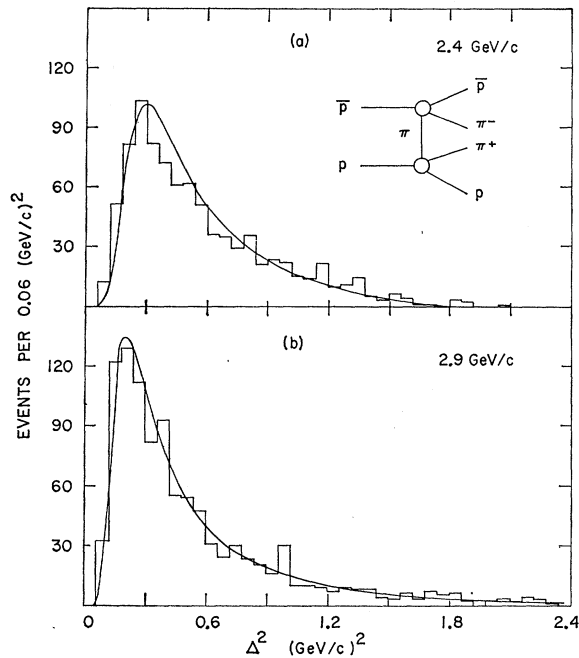 (a)
2.4 GeV/c
120
90
60
30
p̅
p̅
π
π⁻
π⁺
p
p
(b)
2.9 GeV/c
120
90
60
30
0
0.6
1.2
1.8
2.4
Δ² (GeV/c)²
EVENTS PER 0.06 (GeV/c)²